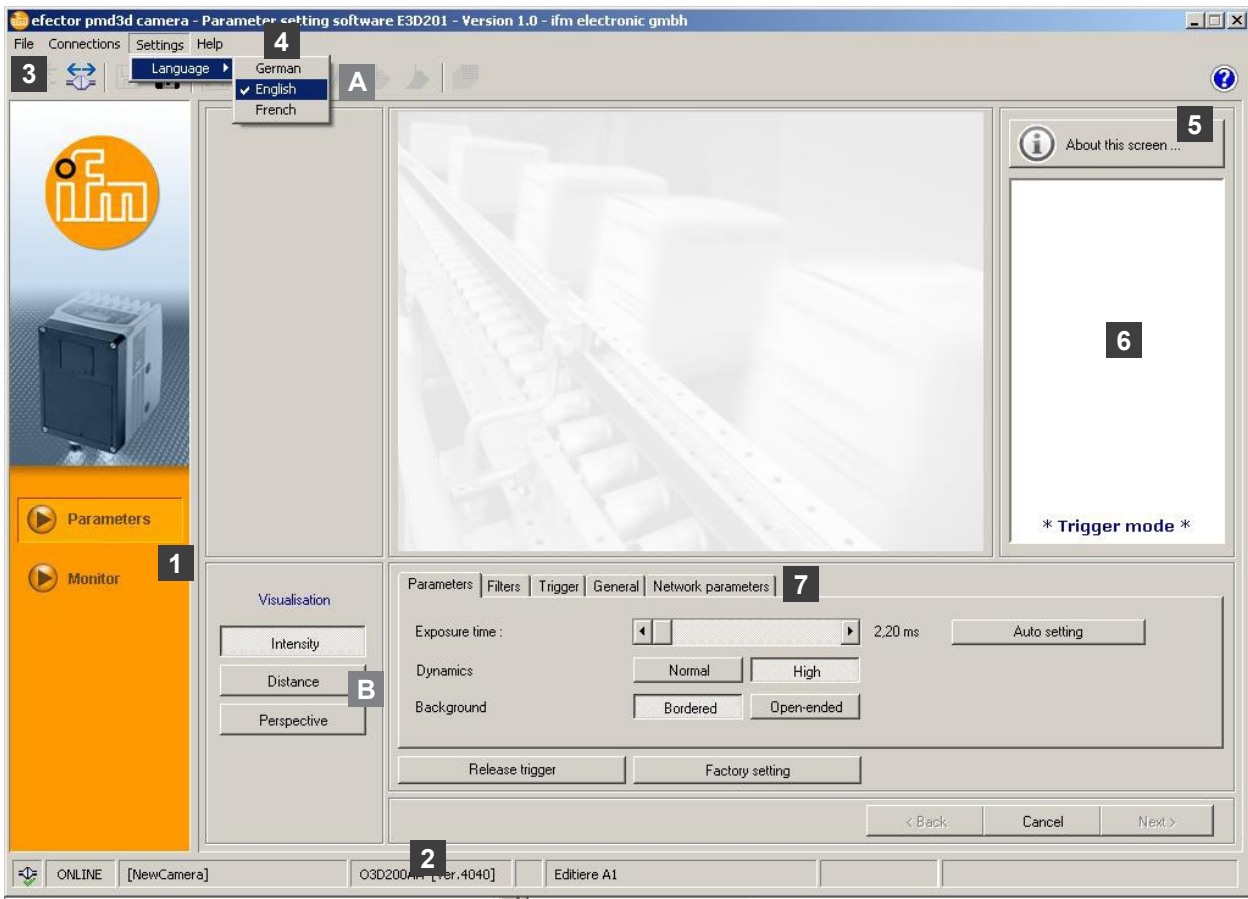 efector pmd3d camera - Parameter setting software E3D201 - Version 1.0 - ifm electronic gmbh
File Connections Settings Help
4
3
Language
German
English
French
A
?
ifm
5
About this screen ...
6
* Trigger mode *
Parameters
Monitor
1
Visualisation
Intensity
Distance
Perspective
B
Parameters Filters Trigger General Network parameters
7
Exposure time :
2,20 ms
Auto setting
Dynamics
Normal High
Background
Bordered Open-ended
Release trigger
Factory setting
< Back Cancel Next >
2
ONLINE [NewCamera] [Ver.4040] Editiere A1